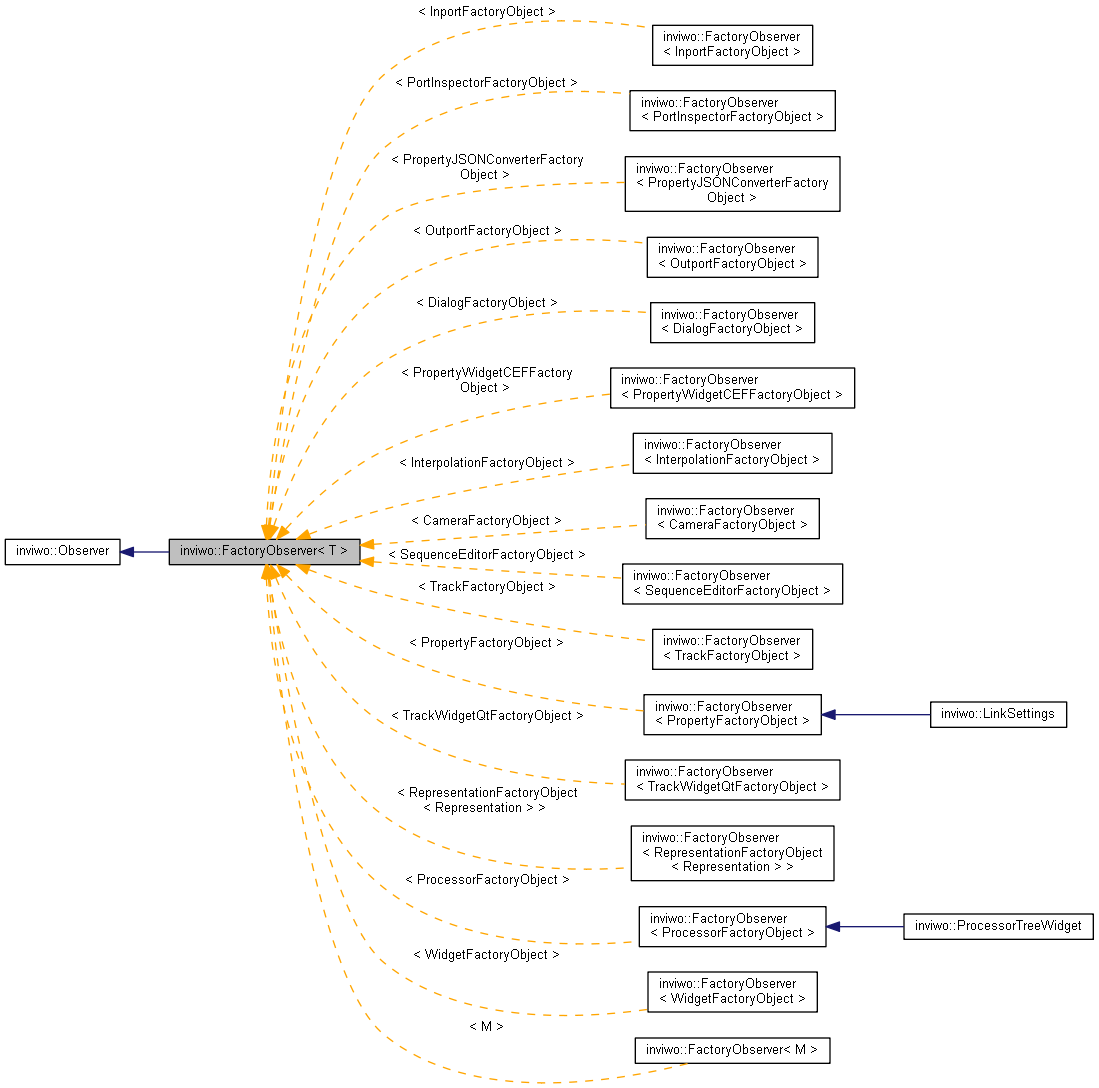 < InportFactoryObject >
inviwo::FactoryObserver
< InportFactoryObject >
< PortInspectorFactoryObject >
inviwo::FactoryObserver
< PortInspectorFactoryObject >
< PropertyJSONConverterFactory
Object >
inviwo::FactoryObserver
< PropertyJSONConverterFactory
Object >
< OutportFactoryObject >
inviwo::FactoryObserver
< OutportFactoryObject >
< DialogFactoryObject >
inviwo::FactoryObserver
< DialogFactoryObject >
< PropertyWidgetCEFFactory
Object >
inviwo::FactoryObserver
< PropertyWidgetCEFFactoryObject >
< InterpolationFactoryObject >
inviwo::FactoryObserver
< InterpolationFactoryObject >
< CameraFactoryObject >
inviwo::FactoryObserver
< CameraFactoryObject >
inviwo::Observer
inviwo::FactoryObserver< T >
< SequenceEditorFactoryObject >
inviwo::FactoryObserver
< SequenceEditorFactoryObject >
< TrackFactoryObject >
inviwo::FactoryObserver
< TrackFactoryObject >
< PropertyFactoryObject >
inviwo::FactoryObserver
< PropertyFactoryObject >
inviwo::LinkSettings
< TrackWidgetQtFactoryObject >
inviwo::FactoryObserver
< TrackWidgetQtFactoryObject >
< RepresentationFactoryObject
< Representation > >
inviwo::FactoryObserver
< RepresentationFactoryObject
< Representation > >
< ProcessorFactoryObject >
inviwo::FactoryObserver
< ProcessorFactoryObject >
inviwo::ProcessorTreeWidget
< WidgetFactoryObject >
inviwo::FactoryObserver
< WidgetFactoryObject >
< M >
inviwo::FactoryObserver< M >